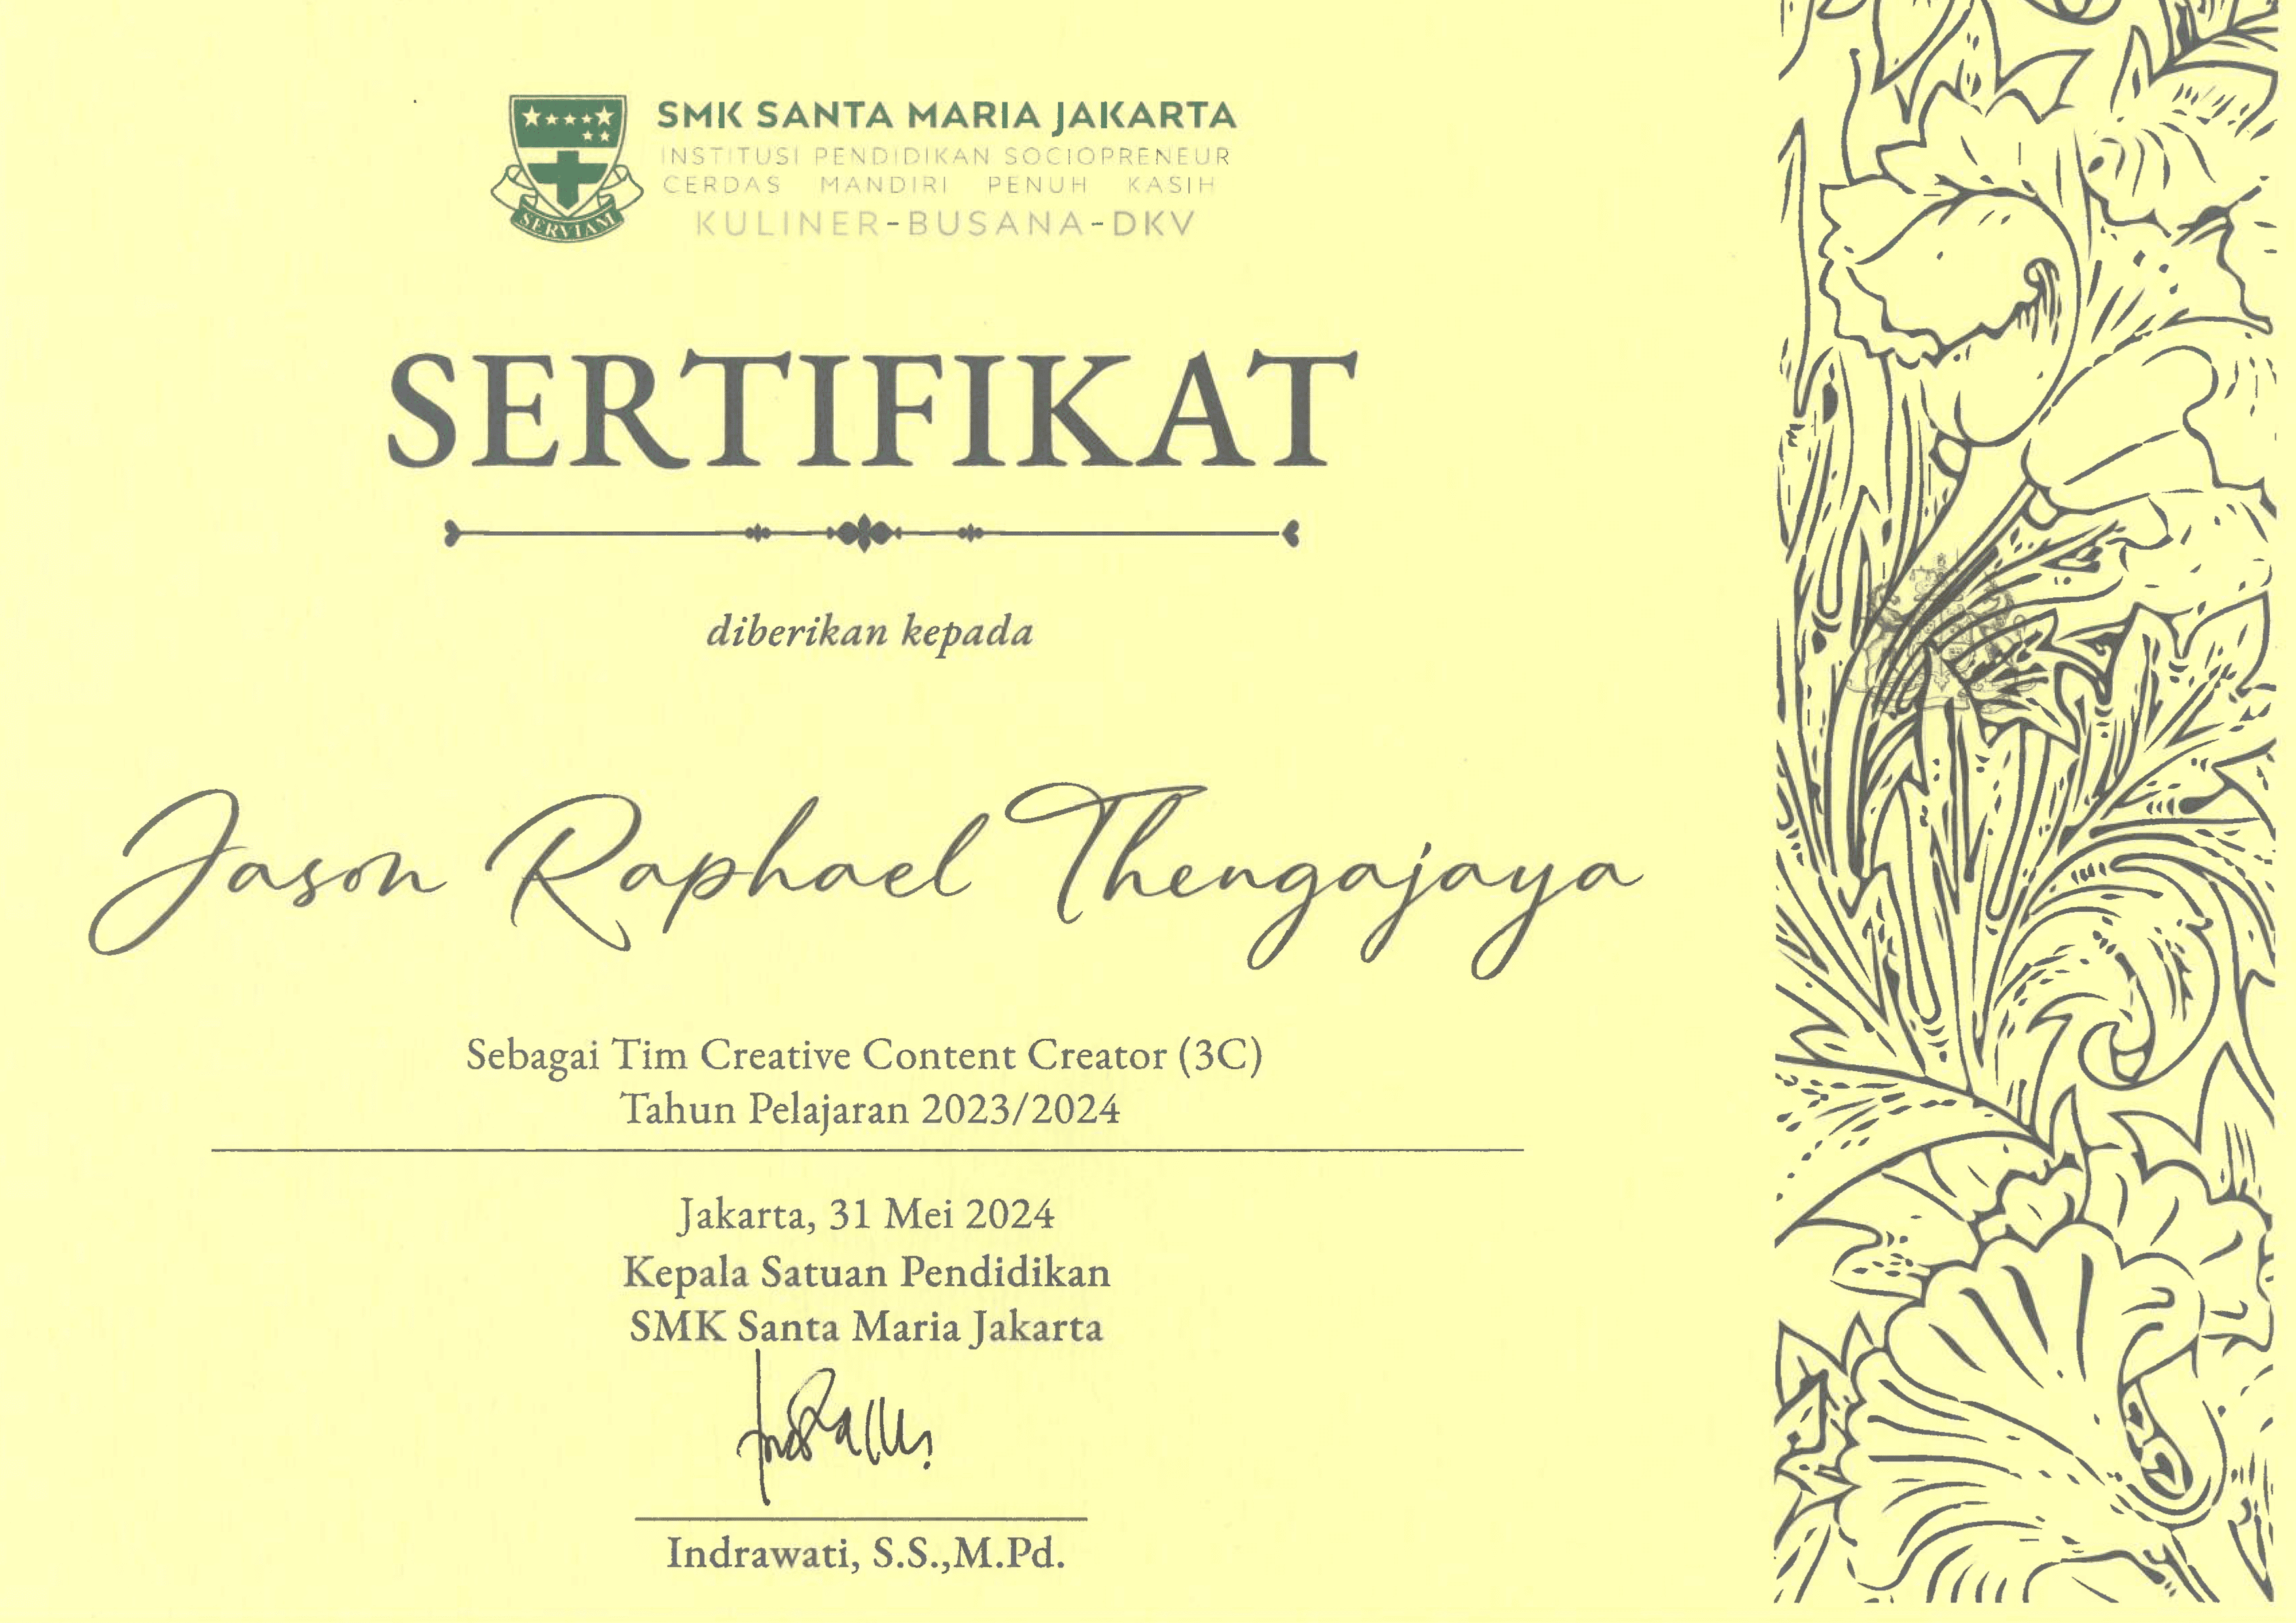 SMK SANTA MARIA JAKARTA
INSTITUSI PENDIDIKAN SOCIOPRENEUR
CERDAS MANDIRI PENUH KASIH
KULINER-BUSANA-DKV
SERVIAM
SERTIFIKAT
diberikan kepada
Jason Raphael Thengajaya
Sebagai Tim Creative Content Creator (3C)
Tahun Pelajaran 2023/2024
Jakarta, 31 Mei 2024
Kepala Satuan Pendidikan
SMK Santa Maria Jakarta
Indrawati, S.S.,M.Pd.